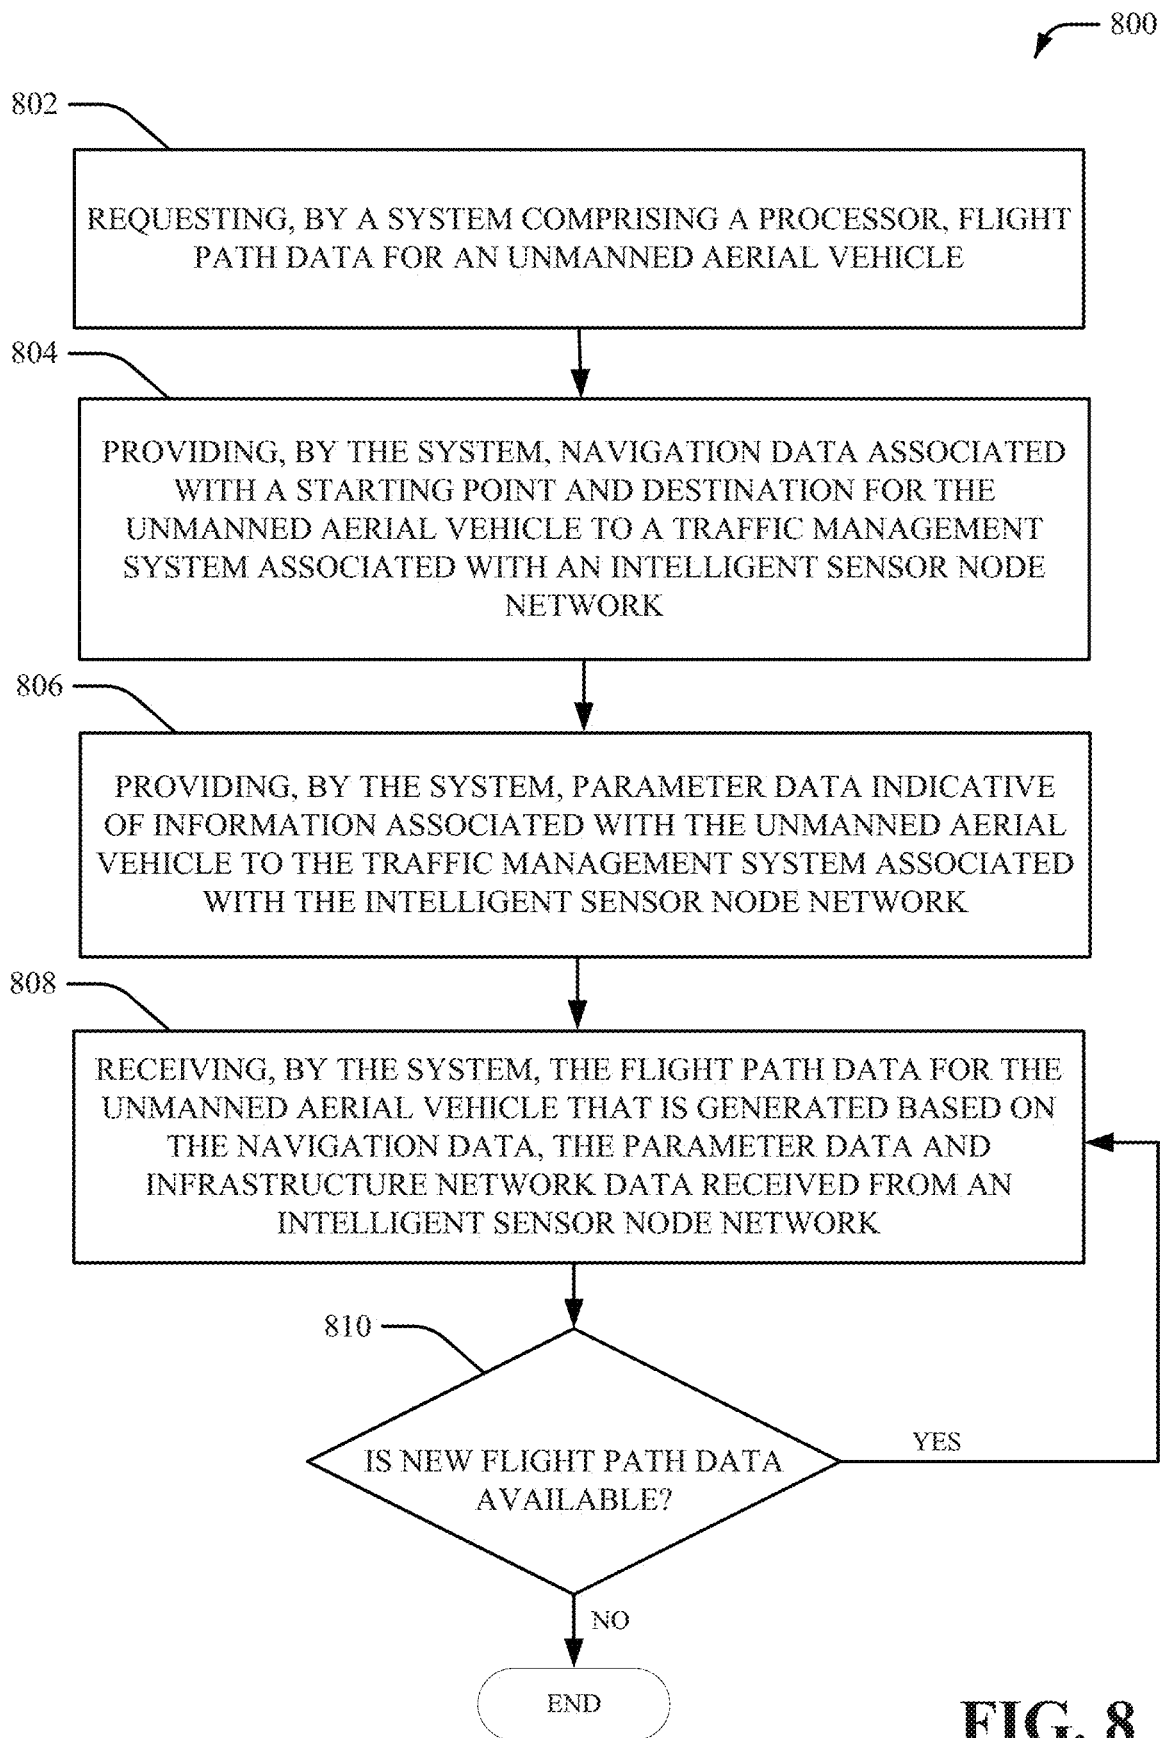 800
802
REQUESTING, BY A SYSTEM COMPRISING A PROCESSOR, FLIGHT
PATH DATA FOR AN UNMANNED AERIAL VEHICLE
804
PROVIDING, BY THE SYSTEM, NAVIGATION DATA ASSOCIATED
WITH A STARTING POINT AND DESTINATION FOR THE
UNMANNED AERIAL VEHICLE TO A TRAFFIC MANAGEMENT
SYSTEM ASSOCIATED WITH AN INTELLIGENT SENSOR NODE
NETWORK
806
PROVIDING, BY THE SYSTEM, PARAMETER DATA INDICATIVE
OF INFORMATION ASSOCIATED WITH THE UNMANNED AERIAL
VEHICLE TO THE TRAFFIC MANAGEMENT SYSTEM ASSOCIATED
WITH THE INTELLIGENT SENSOR NODE NETWORK
808
RECEIVING, BY THE SYSTEM, THE FLIGHT PATH DATA FOR THE
UNMANNED AERIAL VEHICLE THAT IS GENERATED BASED ON
THE NAVIGATION DATA, THE PARAMETER DATA AND
INFRASTRUCTURE NETWORK DATA RECEIVED FROM AN
INTELLIGENT SENSOR NODE NETWORK
810
IS NEW FLIGHT PATH DATA
AVAILABLE?
YES
NO
END
FIG. 8